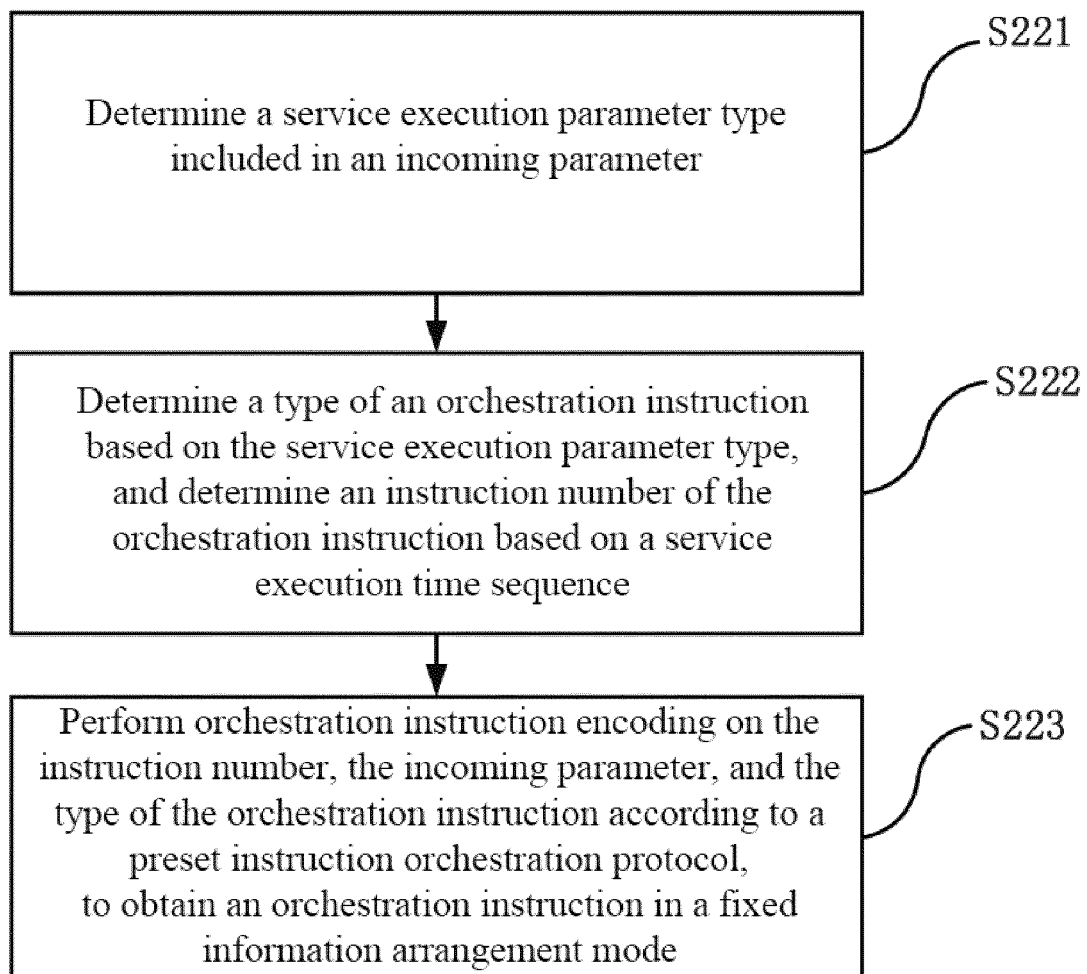 S221
Determine a service execution parameter type
included in an incoming parameter
S222
Determine a type of an orchestration instruction
based on the service execution parameter type,
and determine an instruction number of the
orchestration instruction based on a service
execution time sequence
S223
Perform orchestration instruction encoding on the
instruction number, the incoming parameter, and the
type of the orchestration instruction according to a
preset instruction orchestration protocol,
to obtain an orchestration instruction in a fixed
information arrangement mode